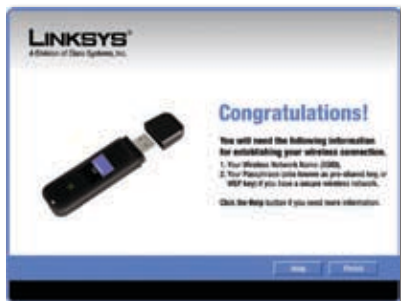 LINKSYS®
A Division of Cisco Systems, Inc.
Congratulations!
You will need the following information
for establishing your wireless connection.
1. Your Wireless Network Name (SSID).
2. Your Passphrase (also known as pre-shared key, or
WEP key) if you have a secure wireless network.
Click the Help button if you need more information.
Help
Finish